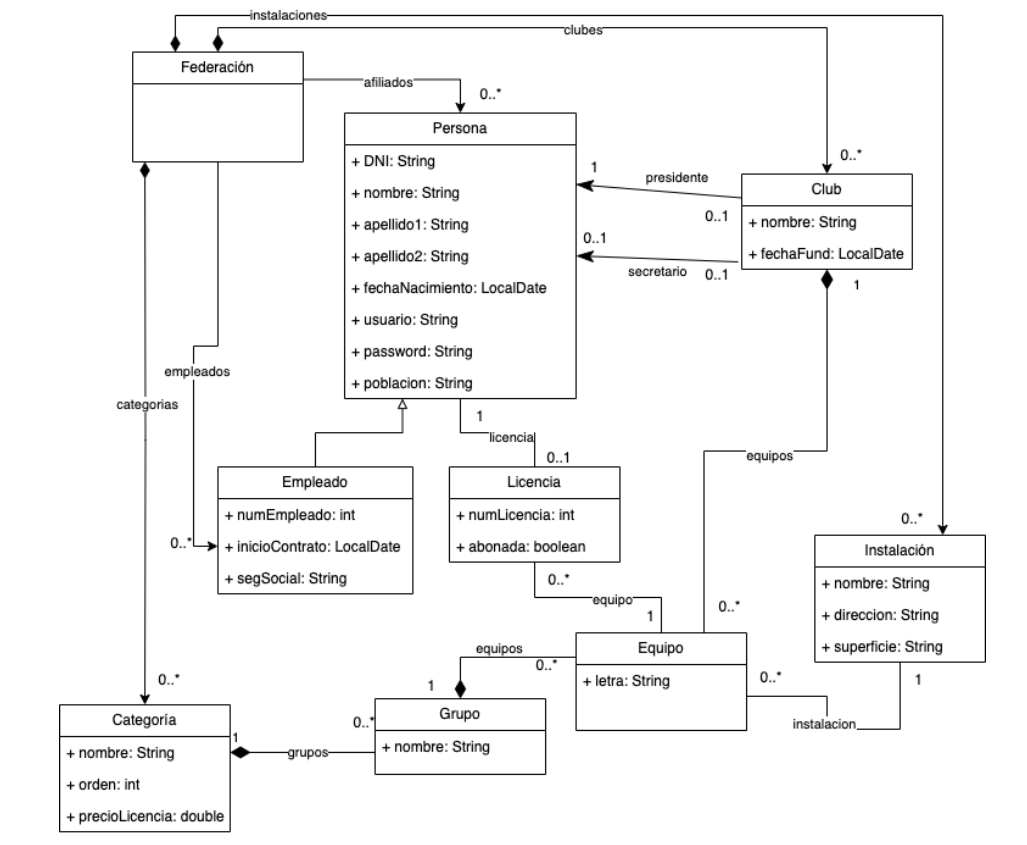 instalaciones
clubes
Federación
afiliados
0..*
Persona
+ DNI: String
+ nombre: String
+ apellido1: String
+ apellido2: String
+ fechaNacimiento: LocalDate
+ usuario: String
+ password: String
+ poblacion: String
0..*
1
presidente
0..1
0..1
secretario
0..1
Club
+ nombre: String
+ fechaFund: LocalDate
1
empleados
categorias
1
licencia
0..1
equipos
Empleado
+ numEmpleado: int
+ inicioContrato: LocalDate
+ segSocial: String
0..*
Licencia
+ numLicencia: int
+ abonada: boolean
0..*
equipo
1
0..*
0..*
Instalación
+ nombre: String
+ direccion: String
+ superficie: String
1
equipos
0..*
Equipo
+ letra: String
0..*
instalacion
0..*
Categoría
+ nombre: String
+ orden: int
+ precioLicencia: double
1
grupos
0..*
1
Grupo
+ nombre: String